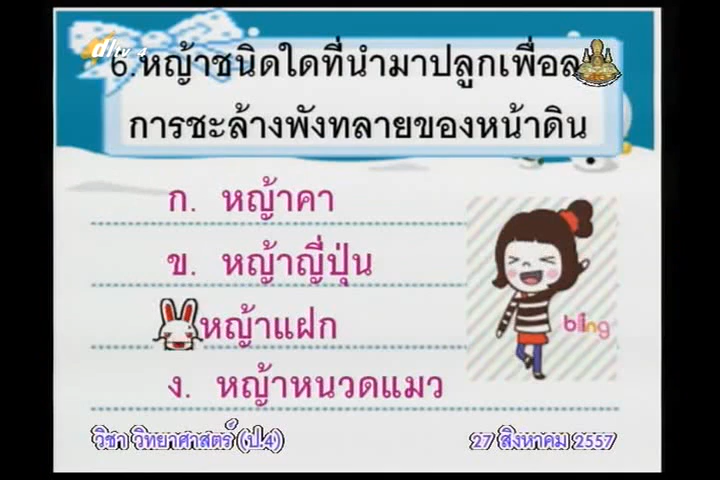 dltv 4
6.หญ้าชนิดใดที่นำมาปลูกเพื่อล
การชะล้างพังทลายของหน้าดิน
ก. หญ้าคา
ข. หญ้าญี่ปุ่น
หญ้าแฝก
bling
ง. หญ้าหนวดแมว
วิชา วิทยาศาสตร์ (ป.4)
27 สิงหาคม 2557